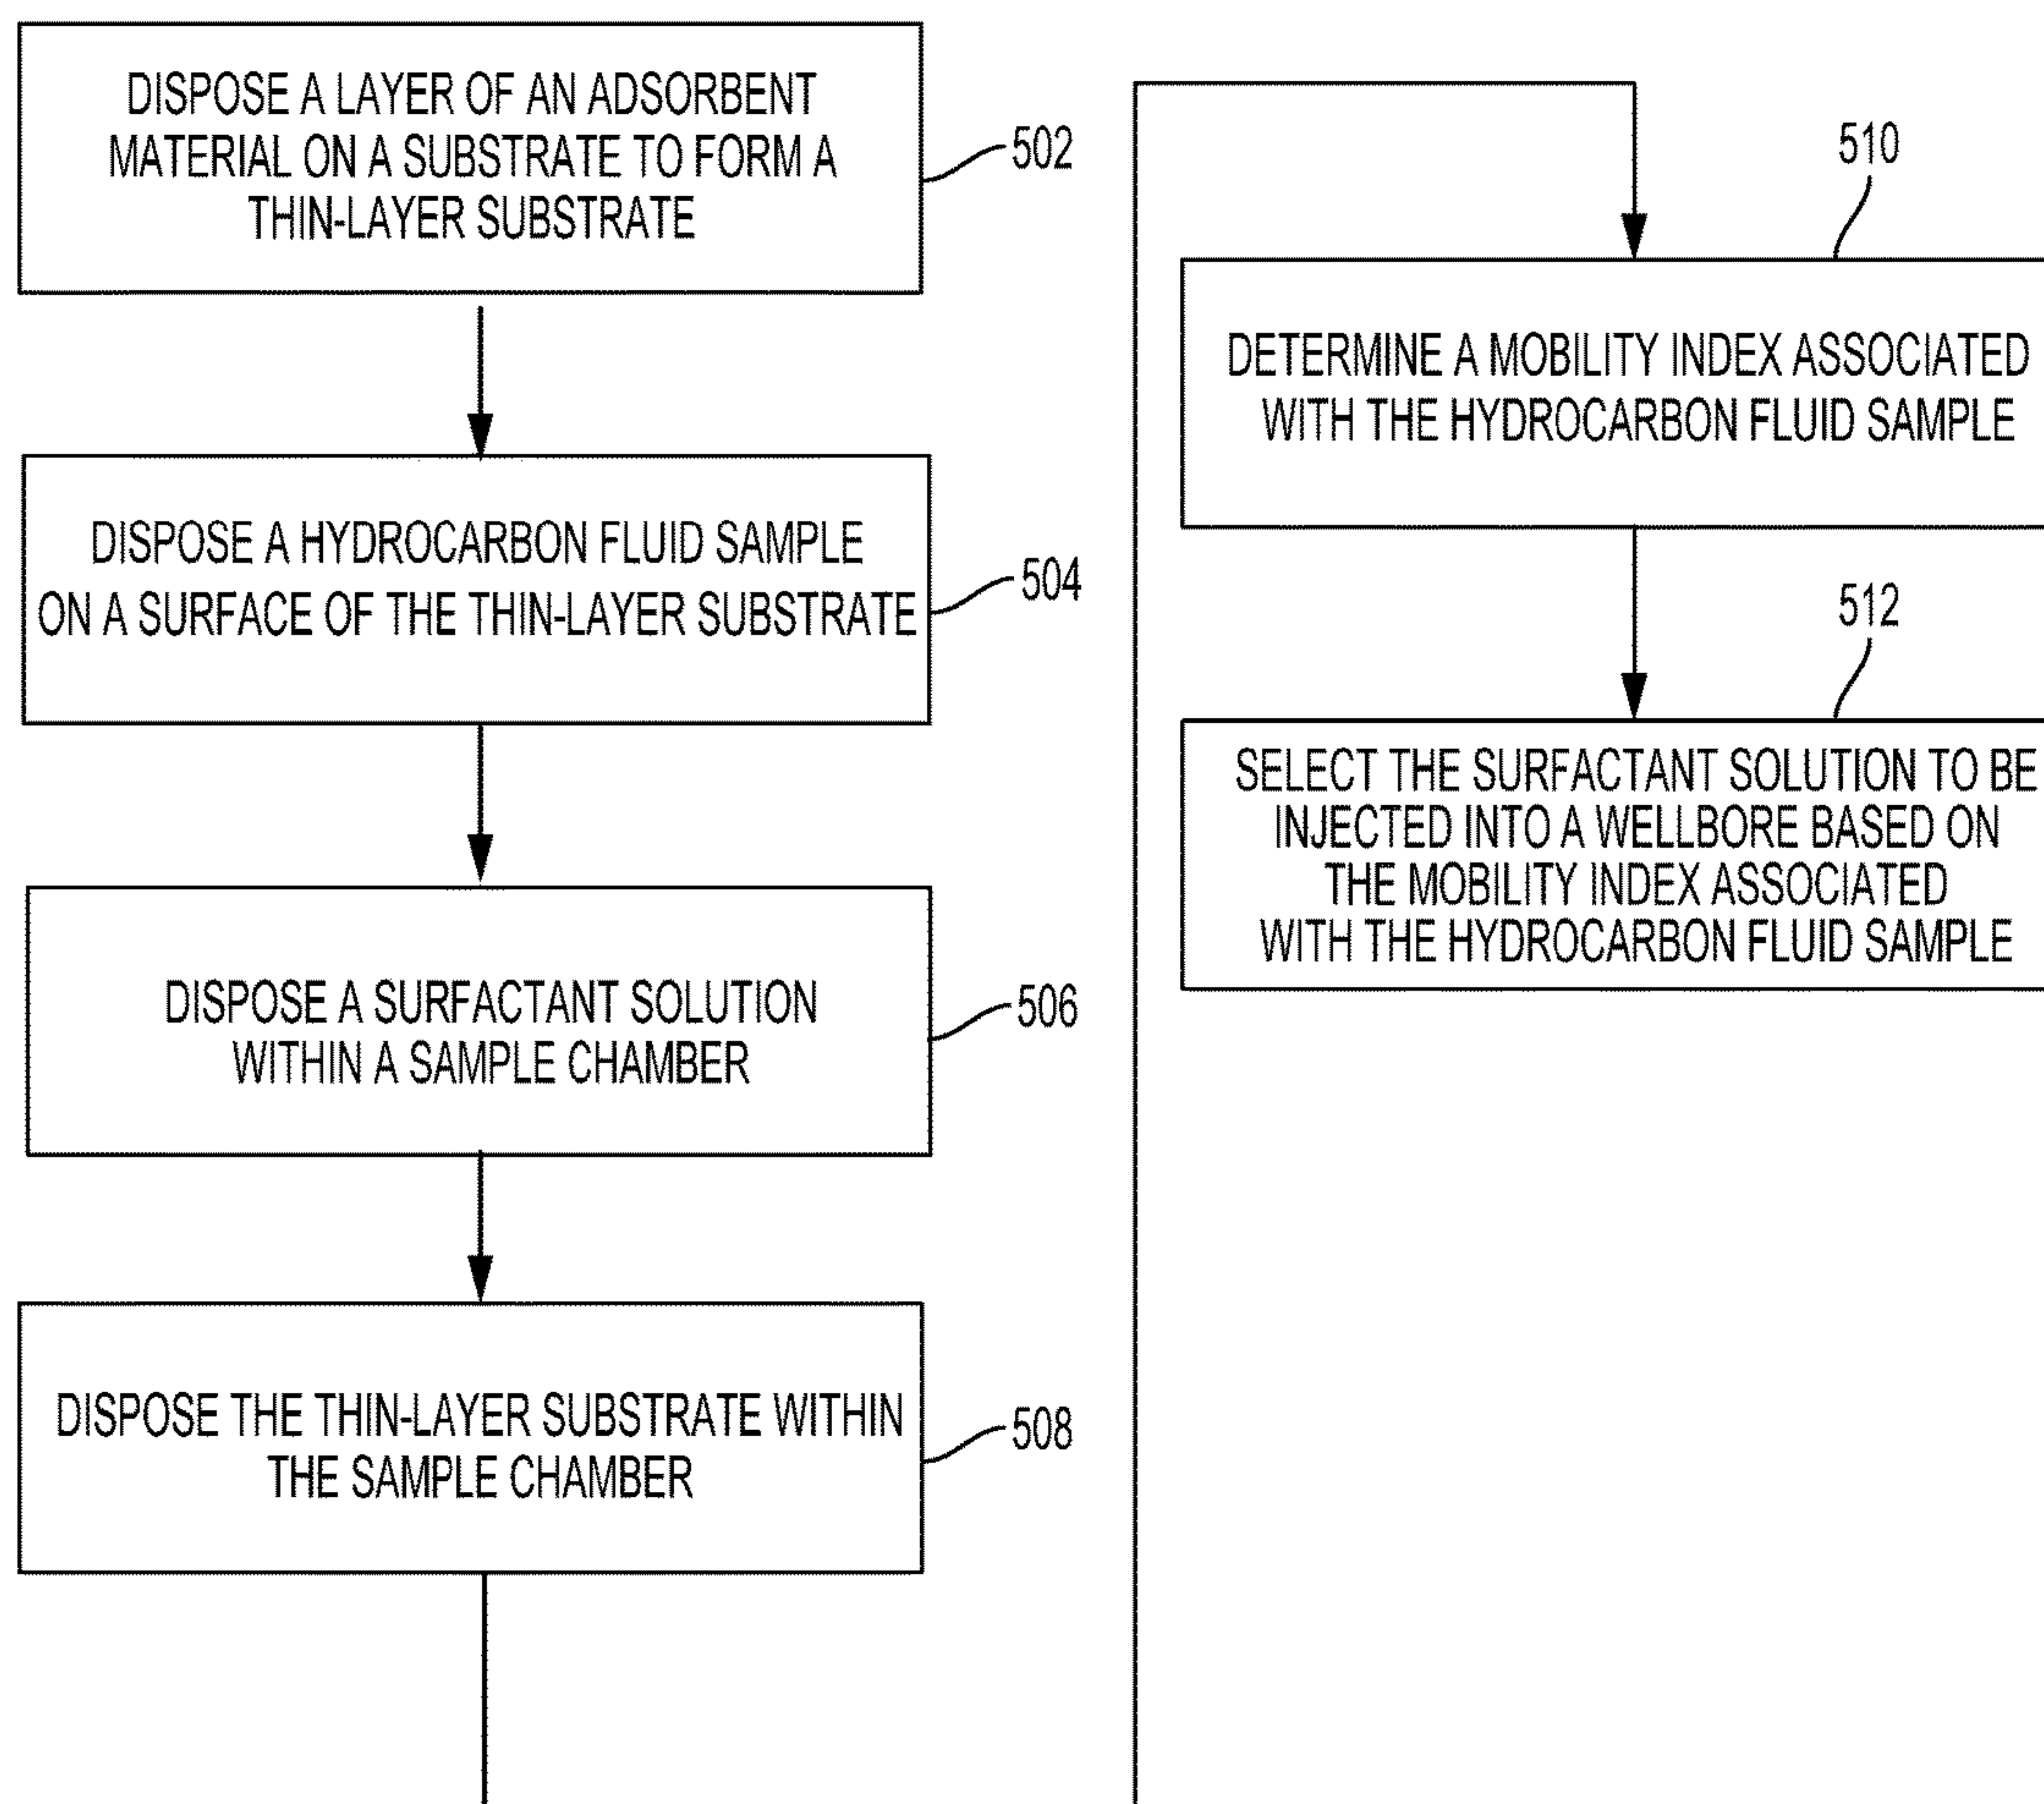 DISPOSE A LAYER OF AN ADSORBENT
MATERIAL ON A SUBSTRATE TO FORM A
THIN-LAYER SUBSTRATE
502
DISPOSE A HYDROCARBON FLUID SAMPLE
ON A SURFACE OF THE THIN-LAYER SUBSTRATE
504
DISPOSE A SURFACTANT SOLUTION
WITHIN A SAMPLE CHAMBER
506
DISPOSE THE THIN-LAYER SUBSTRATE WITHIN
THE SAMPLE CHAMBER
508
510
DETERMINE A MOBILITY INDEX ASSOCIATED
WITH THE HYDROCARBON FLUID SAMPLE
512
SELECT THE SURFACTANT SOLUTION TO BE
INJECTED INTO A WELLBORE BASED ON
THE MOBILITY INDEX ASSOCIATED
WITH THE HYDROCARBON FLUID SAMPLE